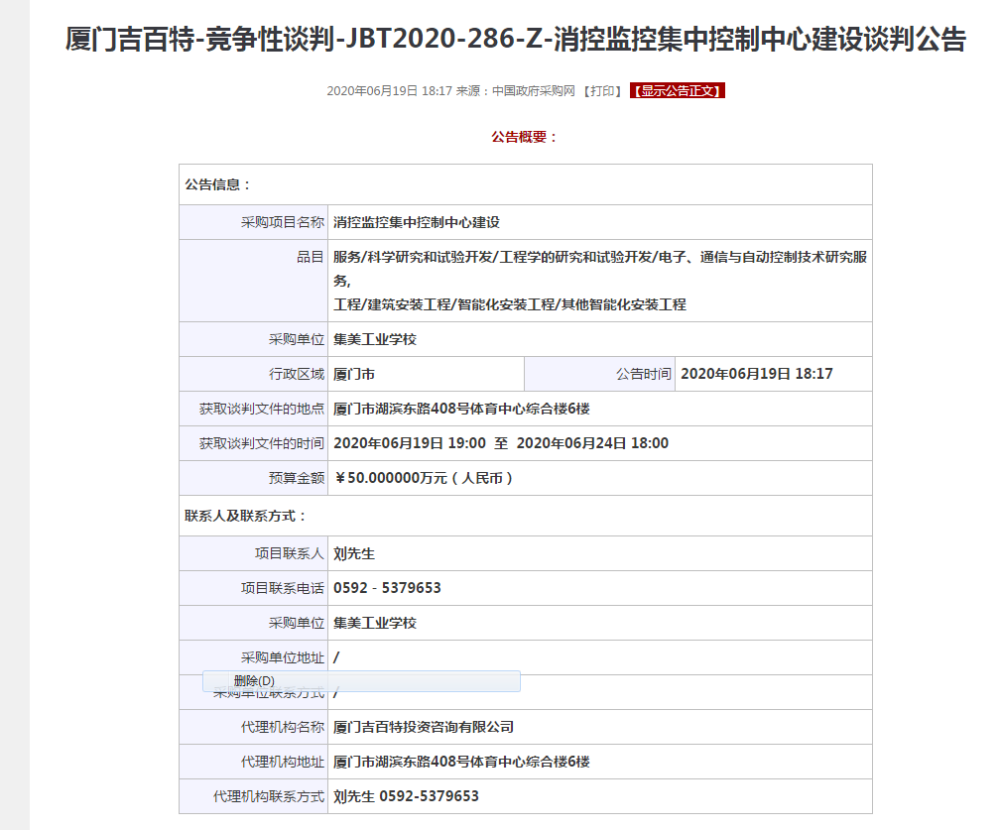 厦门吉百特-竞争性谈判-JBT2020-286-Z-消控监控集中控制中心建设谈判公告
2020年06月19日 18:17 来源：中国政府采购网 【打印】 【显示公告正文】
公告概要：
公告信息：
采购项目名称 消控监控集中控制中心建设
品目 服务/科学研究和试验开发/工程学的研究和试验开发/电子、通信与自动控制技术研究服
务,
工程/建筑安装工程/智能化安装工程/其他智能化安装工程
采购单位 集美工业学校
行政区域 厦门市 公告时间 2020年06月19日 18:17
获取谈判文件的地点 厦门市湖滨东路408号体育中心综合楼6楼
获取谈判文件的时间 2020年06月19日 19:00 至 2020年06月24日 18:00
预算金额 ￥50.000000万元（人民币）
联系人及联系方式：
项目联系人 刘先生
项目联系电话 0592 - 5379653
采购单位 集美工业学校
采购单位地址 /
删除(D)
采购单位联系方式 /
代理机构名称 厦门吉百特投资咨询有限公司
代理机构地址 厦门市湖滨东路408号体育中心综合楼6楼
代理机构联系方式 刘先生 0592-5379653